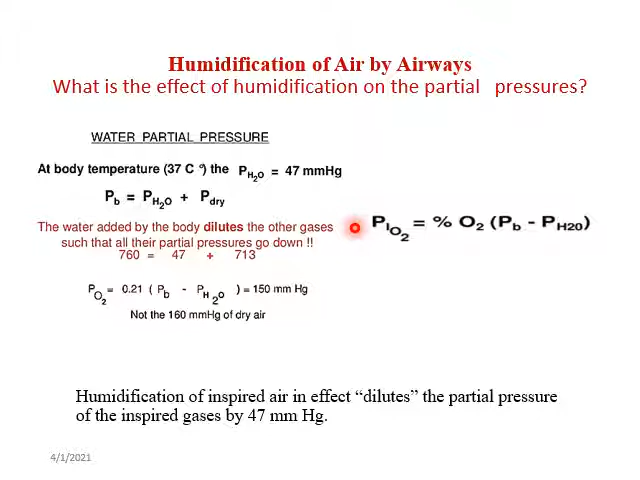 Humidification of Air by Airways
What is the effect of humidification on the partial pressures?
WATER PARTIAL PRESSURE
At body temperature (37 C °) the P H₂O = 47 mmHg
Pb = P H₂O + Pdry
The water added by the body dilutes the other gases
such that all their partial pressures go down !!
760 = 47 + 713
P O₂ = 0.21 ( Pb - P H₂O ) = 150 mm Hg
Not the 160 mmHg of dry air
P I O₂ = % O₂ (Pb - P H20)
Humidification of inspired air in effect “dilutes” the partial pressure
of the inspired gases by 47 mm Hg.
4/1/2021